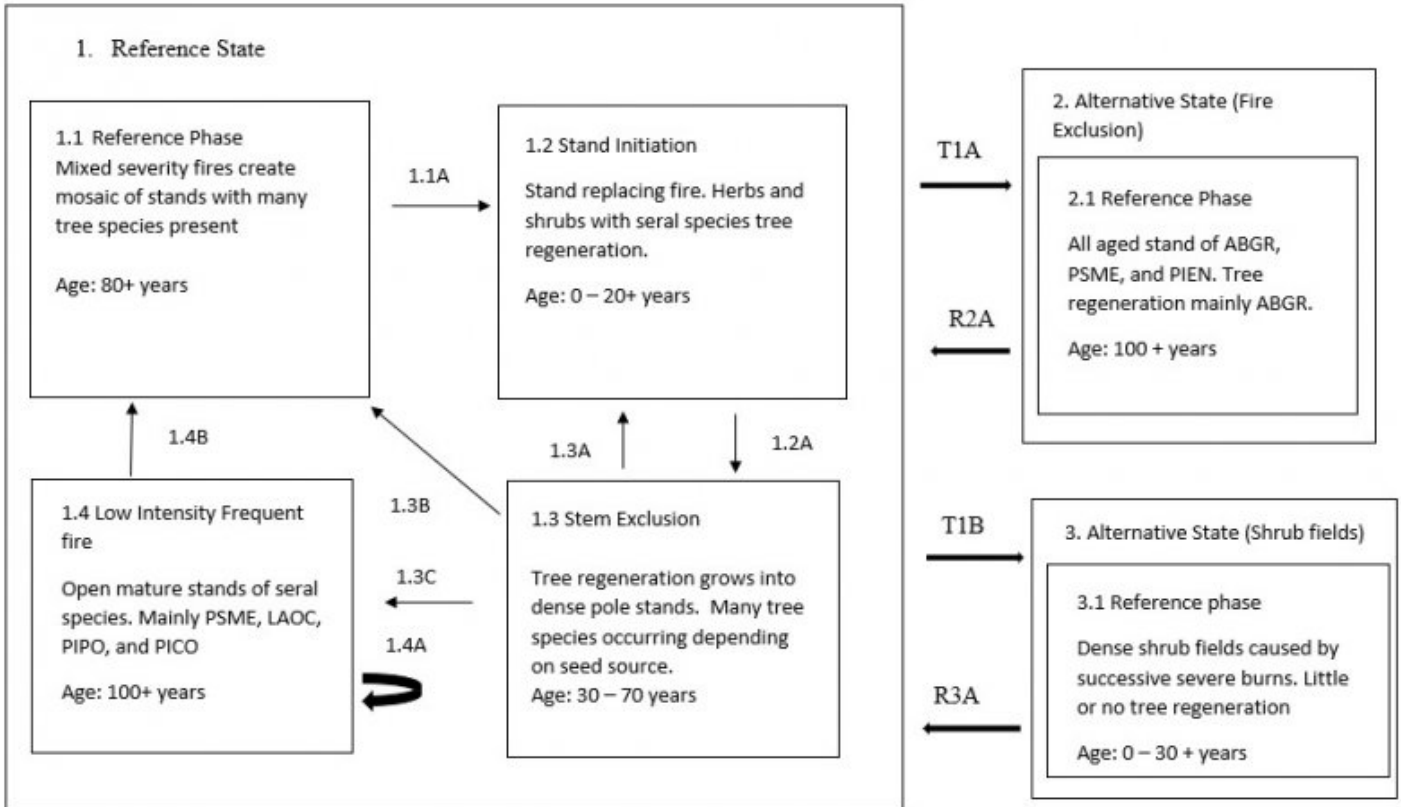 1. Reference State
1.1 Reference Phase
Mixed severity fires create
mosaic of stands with many
tree species present
Age: 80+ years
1.1A
1.2 Stand Initiation
Stand replacing fire. Herbs and
shrubs with seral species tree
regeneration.
Age: 0 – 20+ years
1.4B
1.3A
1.2A
1.4 Low Intensity Frequent
fire
Open mature stands of seral
species. Mainly PSME, LAOC,
PIPO, and PICO
Age: 100+ years
1.3B
1.3C
1.4A
1.3 Stem Exclusion
Tree regeneration grows into
dense pole stands. Many tree
species occurring depending
on seed source.
Age: 30 – 70 years
T1A
R2A
2. Alternative State (Fire
Exclusion)
2.1 Reference Phase
All aged stand of ABGR,
PSME, and PIEN. Tree
regeneration mainly ABGR.
Age: 100 + years
T1B
R3A
3. Alternative State (Shrub fields)
3.1 Reference phase
Dense shrub fields caused by
successive severe burns. Little
or no tree regeneration
Age: 0 – 30 + years